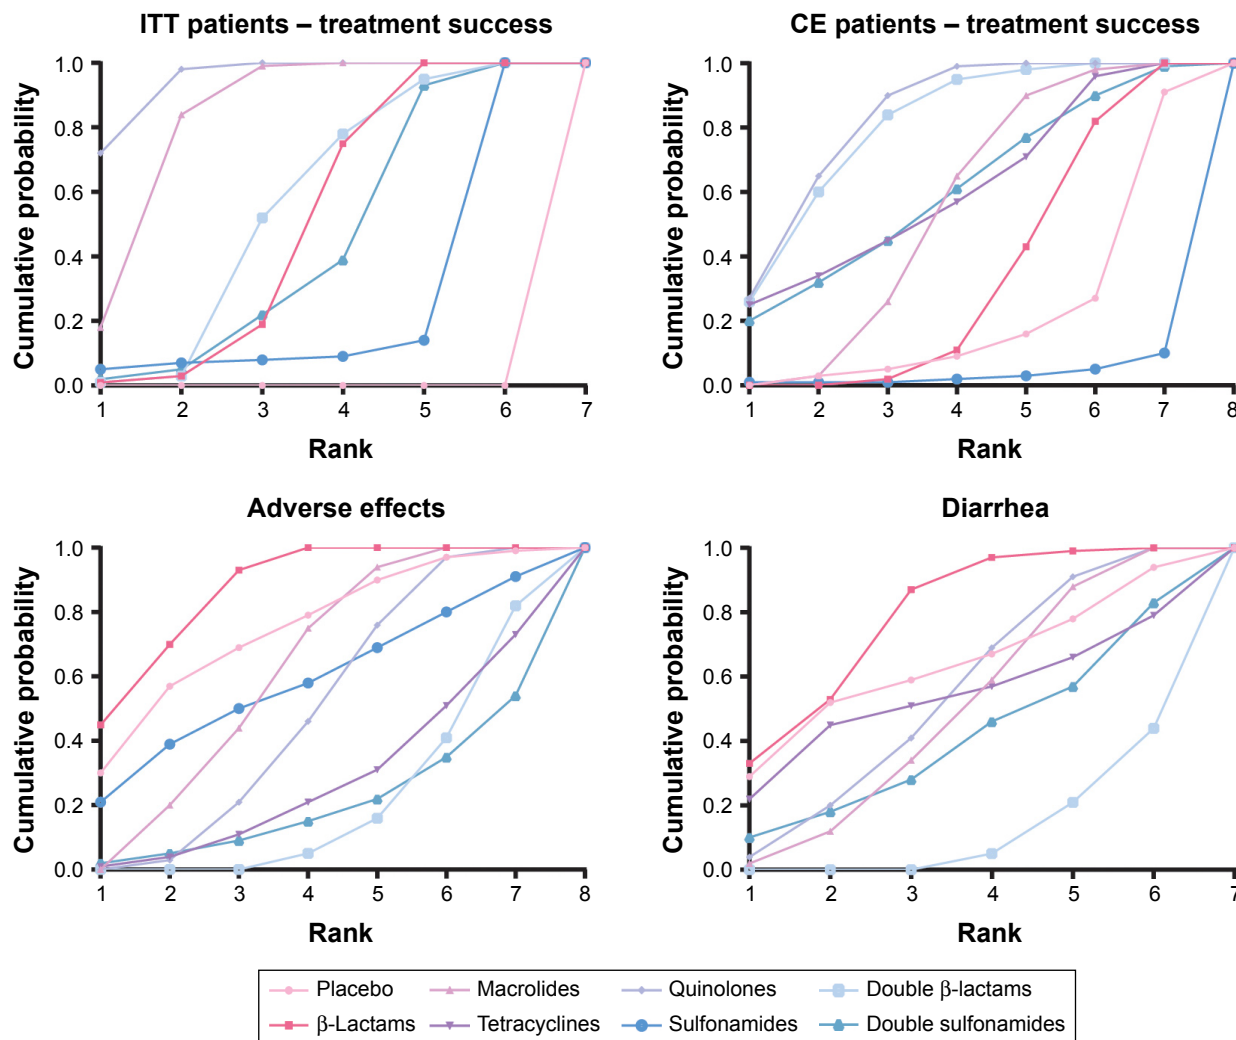 ITT patients – treatment success
CE patients – treatment success
Cumulative probability
1.0
0.8
0.6
0.4
0.2
0.0
1 2 3 4 5 6 7
Rank
Cumulative probability
1.0
0.8
0.6
0.4
0.2
0.0
1 2 3 4 5 6 7 8
Rank
Adverse effects
Diarrhea
Cumulative probability
1.0
0.8
0.6
0.4
0.2
0.0
1 2 3 4 5 6 7 8
Rank
Cumulative probability
1.0
0.8
0.6
0.4
0.2
0.0
1 2 3 4 5 6 7
Rank
Placebo Macrolides Quinolones Double β-lactams
β-Lactams Tetracyclines Sulfonamides Double sulfonamides